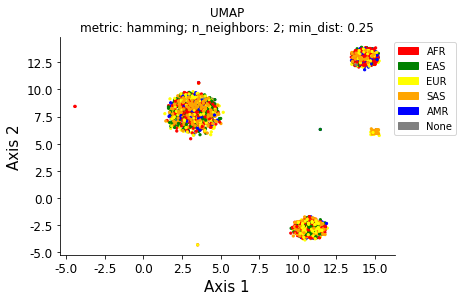 UMAP
metric: hamming; n_neighbors: 2; min_dist: 0.25
12.5
10.0
7.5
5.0
2.5
0.0
-2.5
-5.0
Axis 2
-5.0 -2.5 0.0 2.5 5.0 7.5 10.0 12.5 15.0
Axis 1
AFR
EAS
EUR
SAS
AMR
None